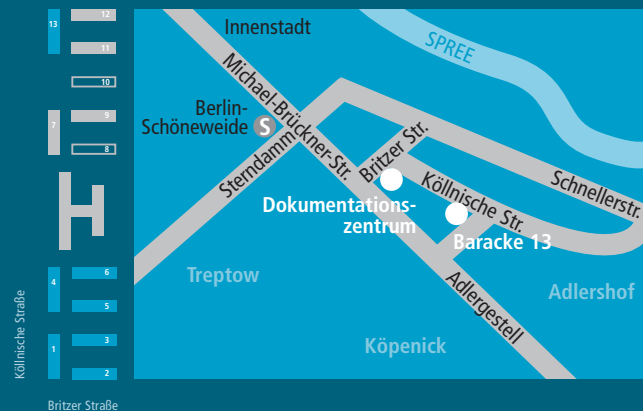 13
12
11
10
7
9
8
4
6
5
1
3
2
Köllnische Straße
Britzer Straße
Innenstadt
SPREE
Michael-Brückner-Str.
Berlin-
Schöneweide
S
Sterndamm
Britzer Str.
Köllnische Str.
Schnellerstr.
Dokumentations-
zentrum
Baracke 13
Treptow
Adlergestell
Adlershof
Köpenick